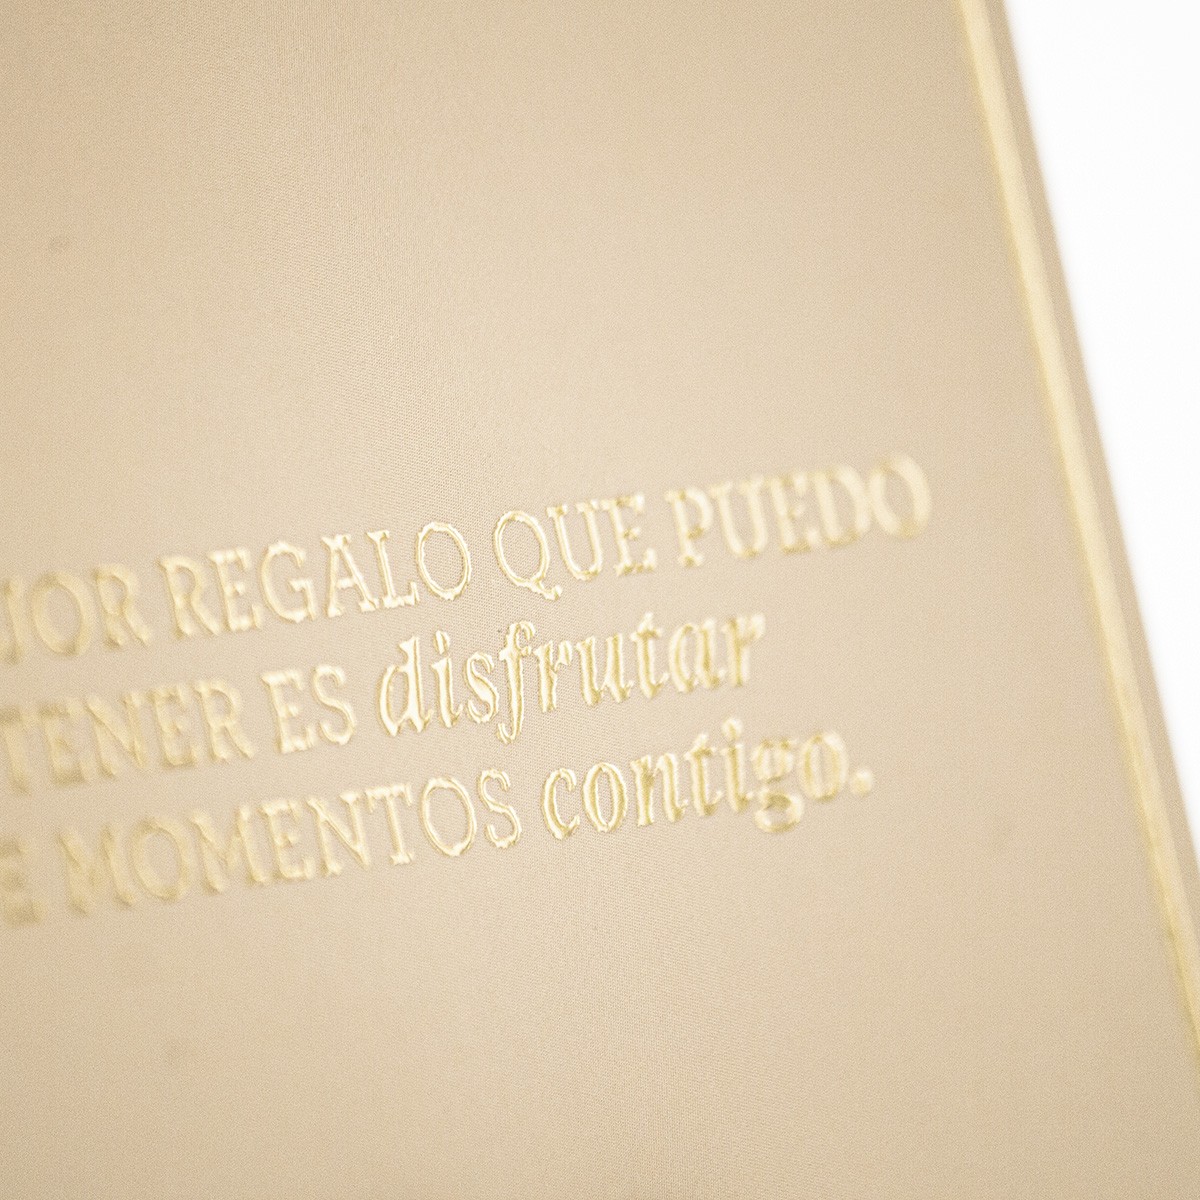 JOR REGALO QUE PUEDO
TENER ES disfrutar
E MOMENTOS contigo.